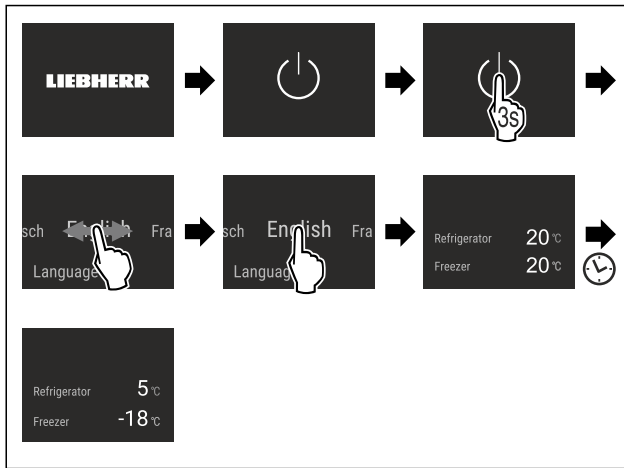 LIEBHERR
3s
sch English Fra
Language
sch English Fra
Language
Refrigerator 20 °C
Freezer 20 °C
Refrigerator 5 °C
Freezer -18 °C